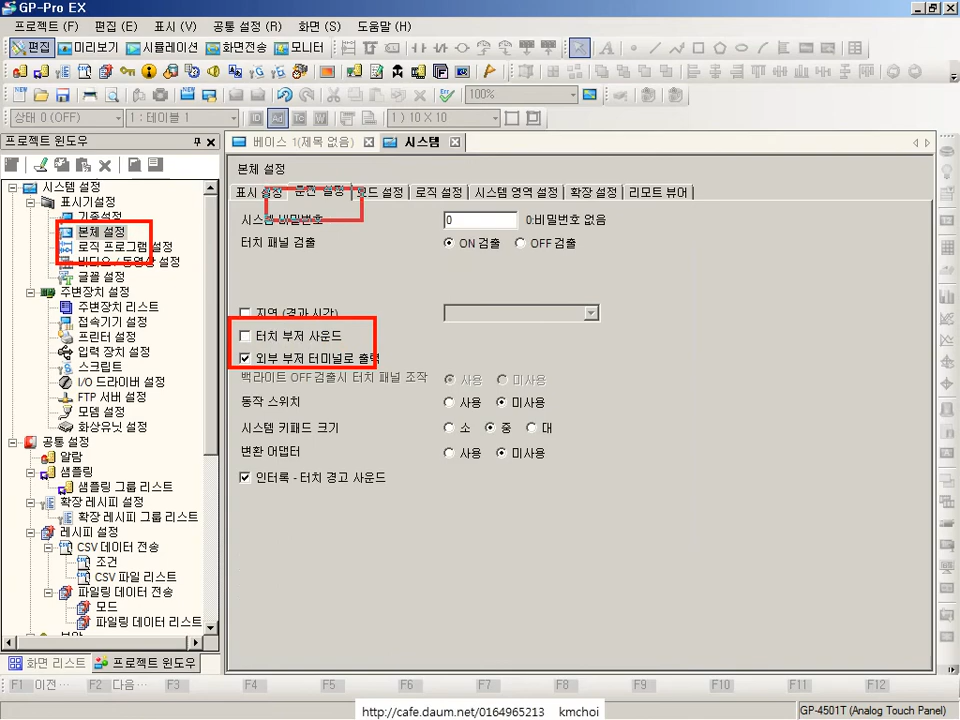 GP-Pro EX
프로젝트 (F) 편집 (E) 표시 (V) 공통 설정 (R) 화면 (S) 도움말 (H)
편집 미리보기 시뮬레이션 화면전송 모니터
100%
상태 0 (OFF) 1 : 테이블 1 1 ) 10 X 10
프로젝트 윈도우
베이스 1(제목 없음) 시스템
시스템 설정
표시기설정
기종설정
본체 설정
로직 프로그램 설정
비디오 / 동영상 설정
글꼴 설정
주변장치 설정
주변장치 리스트
접속기기 설정
프린터 설정
입력 장치 설정
스크립트
I/O 드라이버 설정
FTP 서버 설정
모뎀 설정
화상유닛 설정
공통 설정
알람
샘플링
샘플링 그룹 리스트
확장 레시피 설정
확장 레시피 그룹 리스트
레시피 설정
CSV 데이터 전송
조건
CSV 파일 리스트
파일링 데이터 전송
모드
파일링 데이터 리스트
보안
화면 리스트 프로젝트 윈도우
본체 설정
표시 설정 운전 설정 모드 설정 로직 설정 시스템 영역 설정 확장 설정 리모트 뷰어
시스템 비밀번호 0 0:비밀번호 없음
터치 패널 검출 ON 검출 OFF 검출
지연 (경과 시간)
터치 부저 사운드
외부 부저 터미널로 출력
백라이트 OFF 검출시 터치 패널 조작 사용 미사용
동작 스위치 사용 미사용
시스템 키패드 크기 소 중 대
변환 어댑터 사용 미사용
인터록 - 터치 경고 사운드
F1 이전… F2 다음… F3 F4 F5 F6 F7 F8 F9 F10 F11 F12
http://cafe.daum.net/0164965213 kmchoi
GP-4501T (Analog Touch Panel)